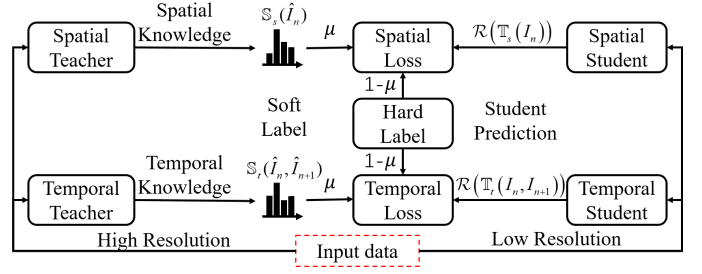 Spatial
Teacher
Spatial
Knowledge
𝕊ₛ(Îₙ)
μ
Spatial
Loss
ℛ(𝕋ₛ(Iₙ))
Spatial
Student
1-μ
Soft
Label
Hard
Label
Student
Prediction
1-μ
Temporal
Teacher
Temporal
Knowledge
𝕊ₜ(Îₙ,Îₙ₊₁)
μ
Temporal
Loss
ℛ(𝕋ₜ(Iₙ,Iₙ₊₁))
Temporal
Student
High Resolution
Input data
Low Resolution